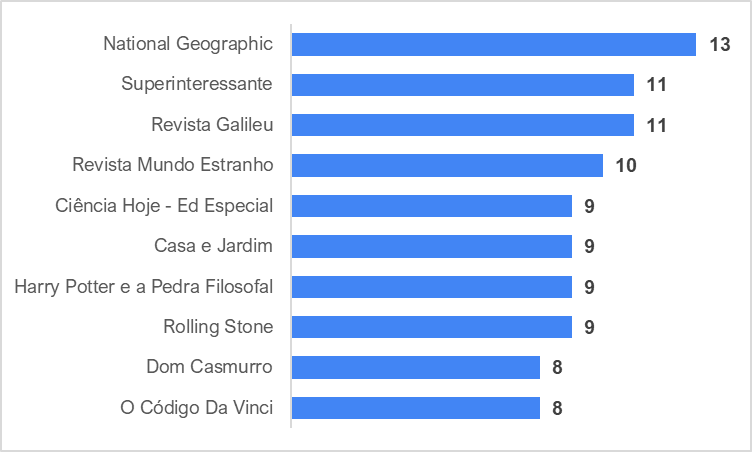 National Geographic 13
Superinteressante 11
Revista Galileu 11
Revista Mundo Estranho 10
Ciência Hoje - Ed Especial 9
Casa e Jardim 9
Harry Potter e a Pedra Filosofal 9
Rolling Stone 9
Dom Casmurro 8
O Código Da Vinci 8